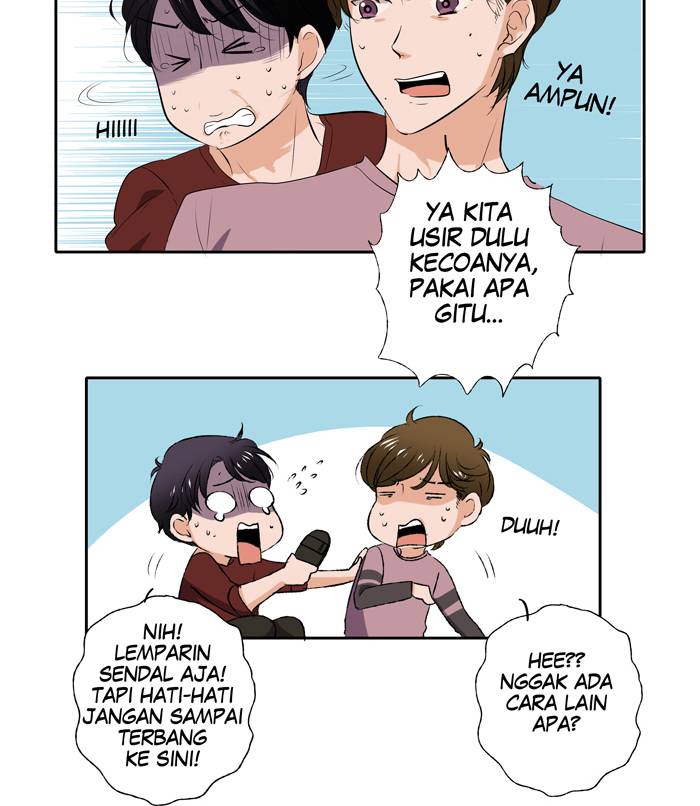 HIIIII
YA
AMPUN!
YA KITA
USIR DULU
KECOANYA,
PAKAI APA
GITU...
DUUH!
NIH!
LEMPARIN
SENDAL AJA!
TAPI HATI-HATI
JANGAN SAMPAI
TERBANG
KE SINI!
HEE??
NGGAK ADA
CARA LAIN
APA?